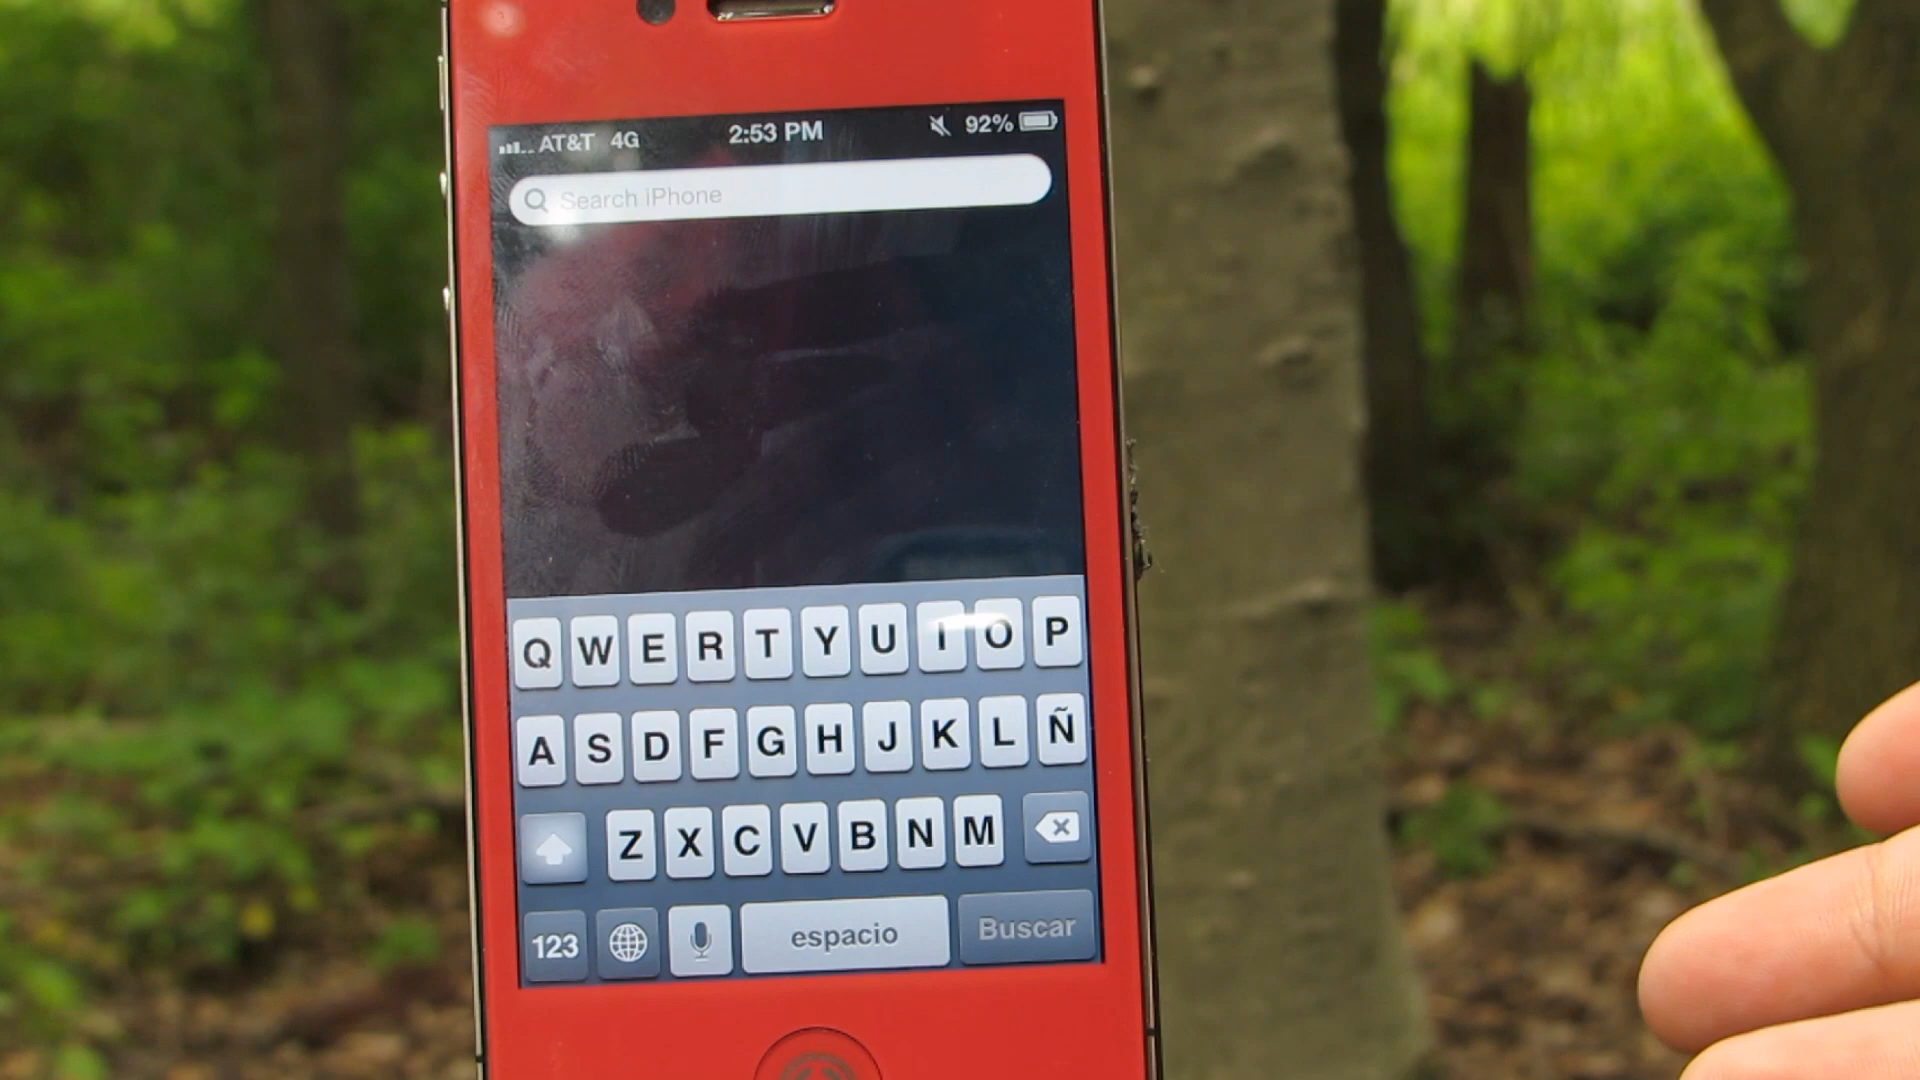 AT&T 4G 2:53 PM 92%
Search iPhone
Q W E R T Y U I O P
A S D F G H J K L Ñ
Z X C V B N M
123 espacio Buscar